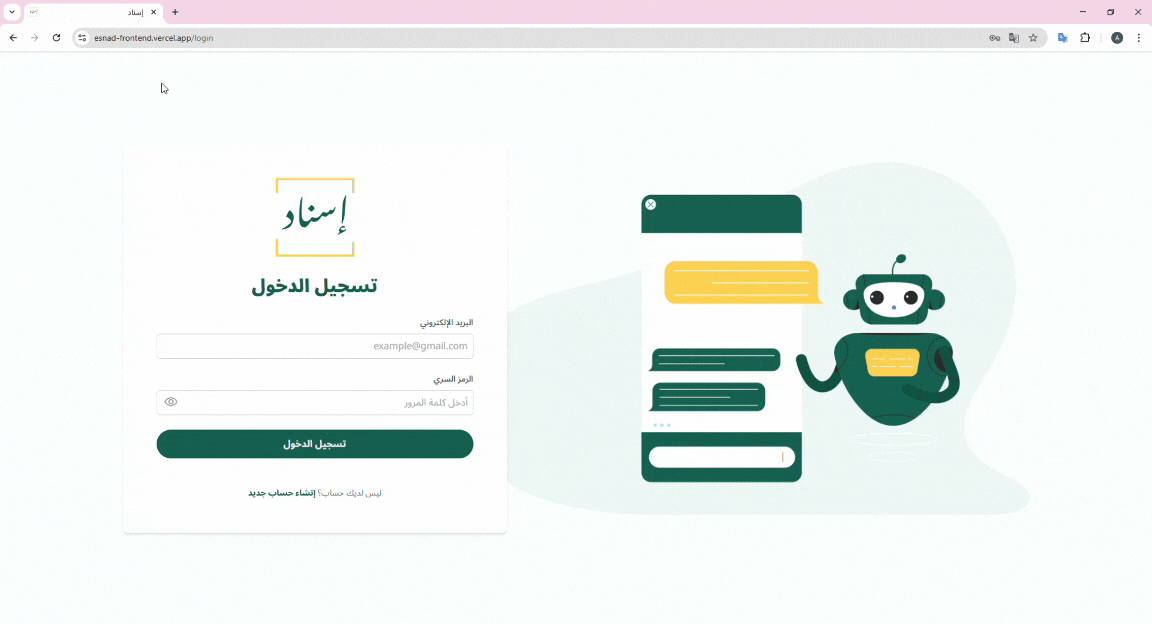 إسناد
esnad-frontend.vercel.app/login
A
إسناد
تسجيل الدخول
البريد الإلكتروني
example@gmail.com
الرمز السري
أدخل كلمة المرور
تسجيل الدخول
ليس لديك حساب؟ إنشاء حساب جديد